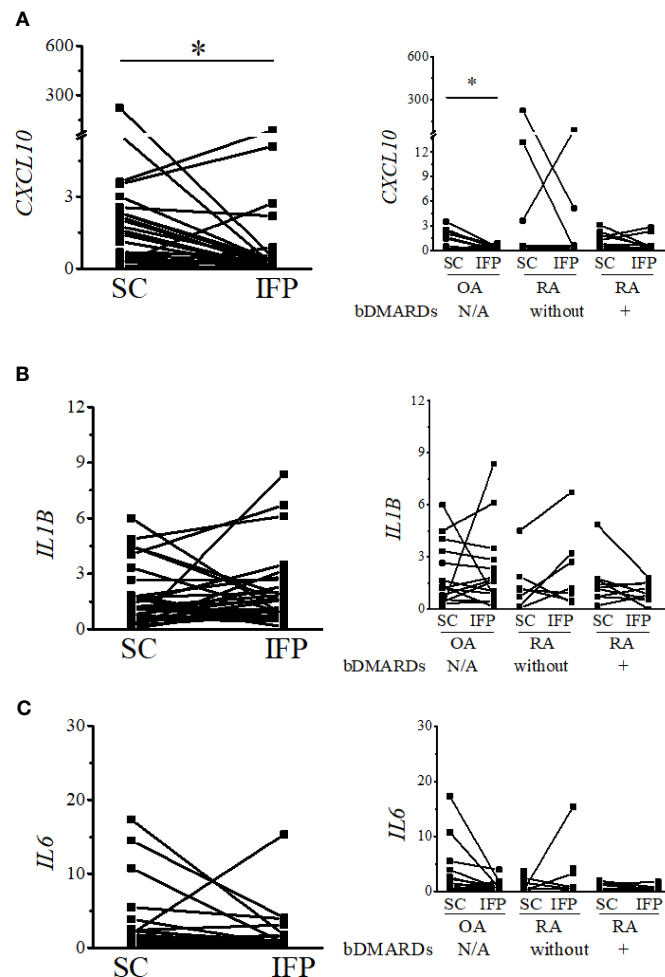 A
CXCL10
600
300
3
0
*
SC IFP
CXCL10
600
300
12
9
6
3
0
*
SC IFP SC IFP SC IFP
OA RA RA
bDMARDs N/A without +
B
IL1B
12
9
6
3
0
SC IFP
IL1B
12
9
6
3
0
SC IFP SC IFP SC IFP
OA RA RA
bDMARDs N/A without +
C
IL6
30
20
10
0
SC IFP
IL6
30
20
10
0
SC IFP SC IFP SC IFP
OA RA RA
bDMARDs N/A without +